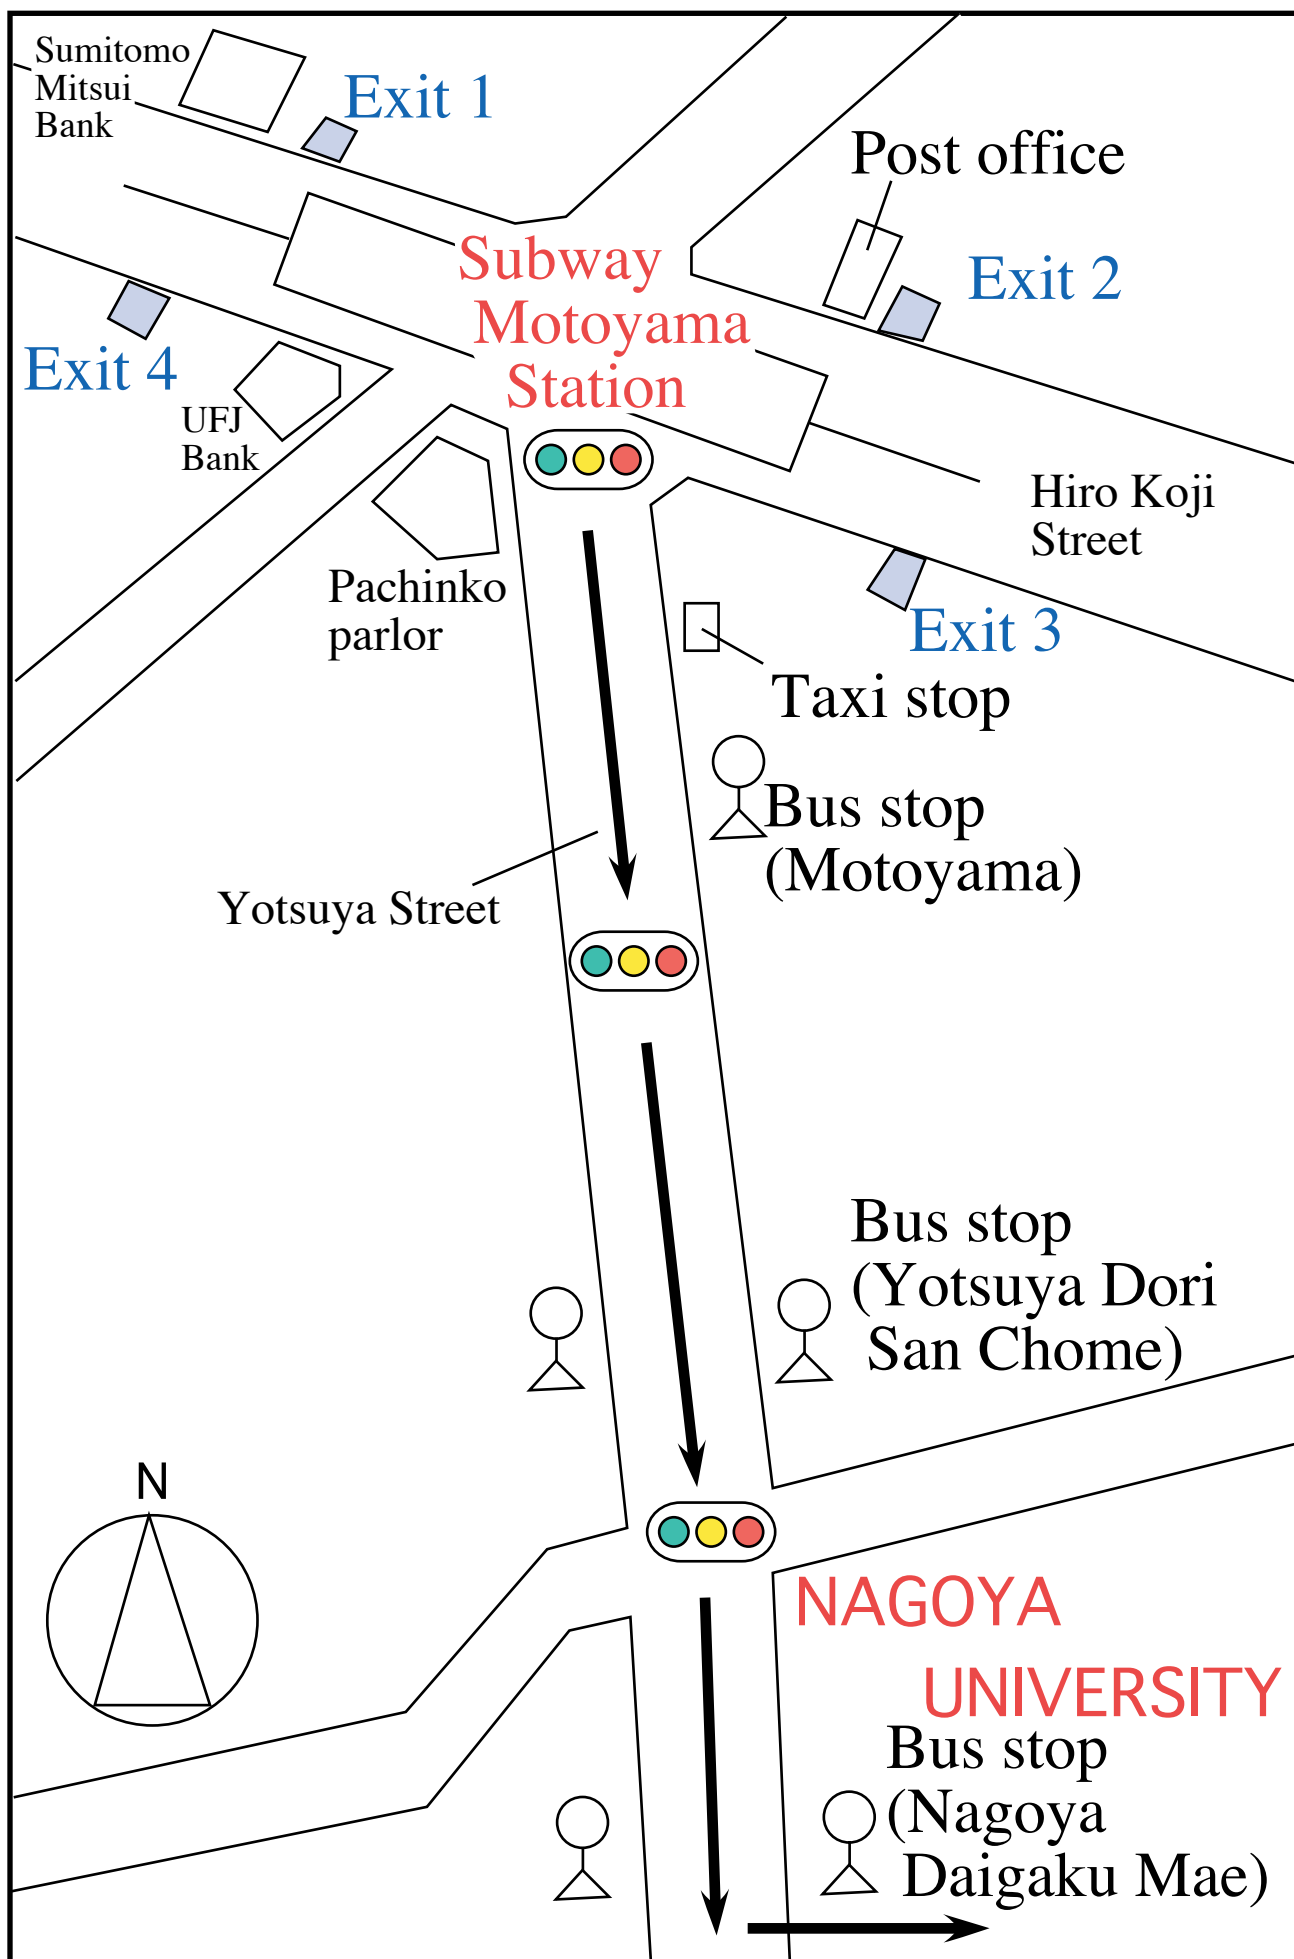 Sumitomo
Mitsui
Bank
Exit 1
Post office
Subway
Motoyama
Station
Exit 2
Exit 4
UFJ
Bank
Hiro Koji
Street
Pachinko
parlor
Exit 3
Taxi stop
Bus stop
(Motoyama)
Yotsuya Street
Bus stop
(Yotsuya Dori
San Chome)
N
NAGOYA
UNIVERSITY
Bus stop
(Nagoya
Daigaku Mae)